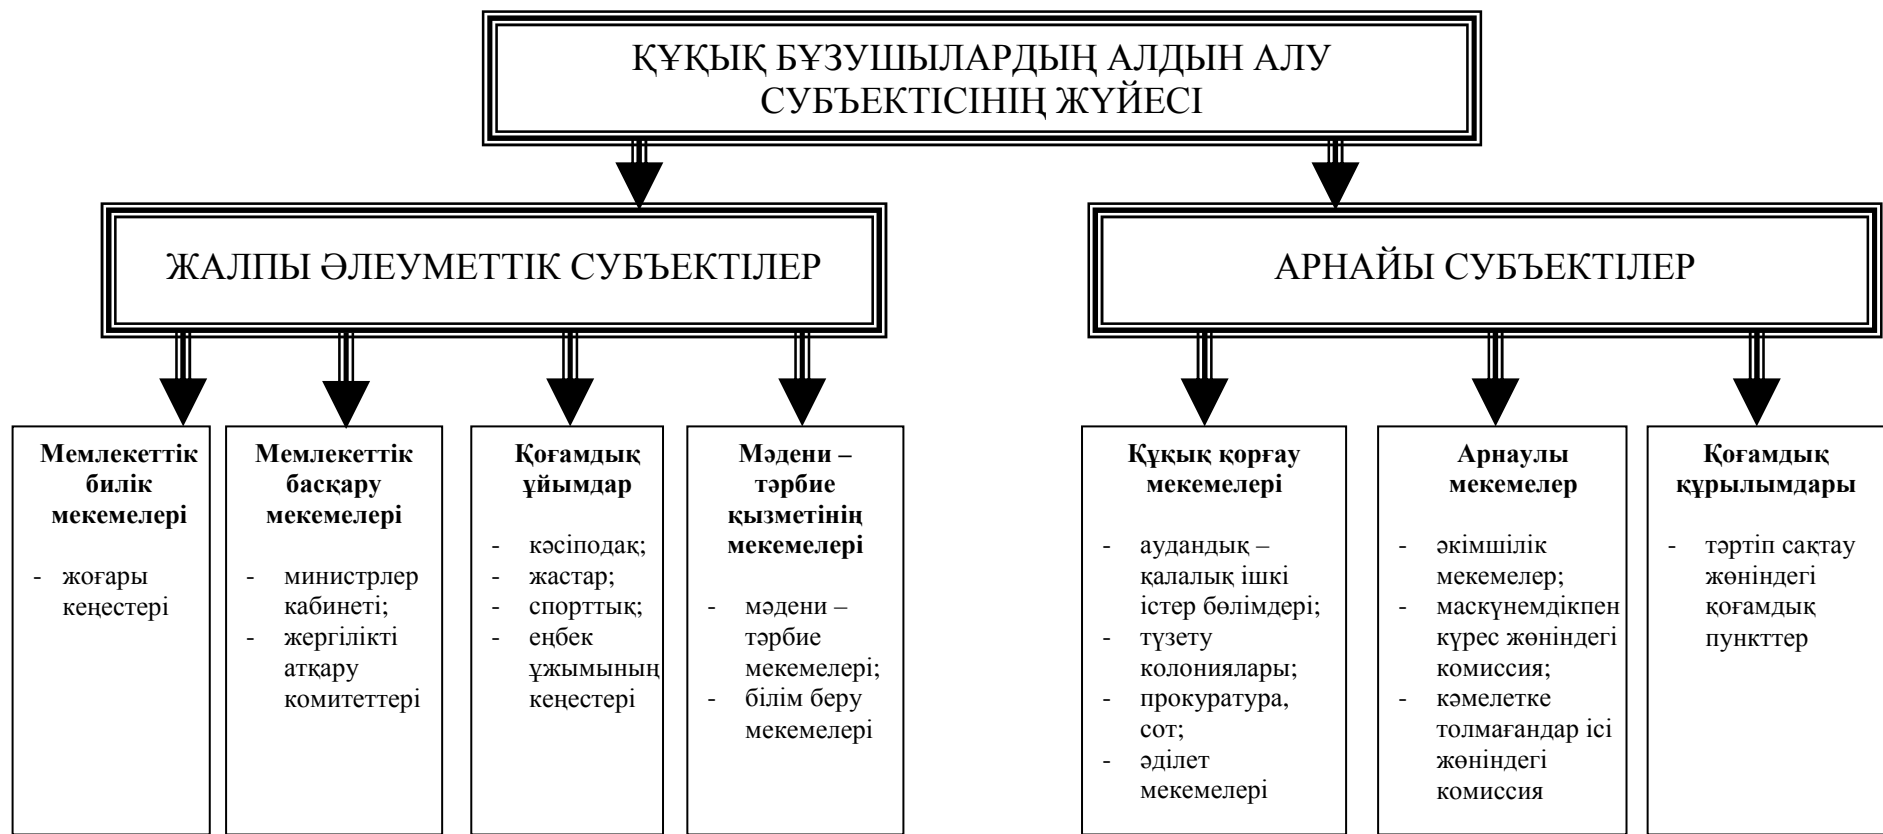 ҚҰҚЫҚ БҰЗУШЫЛАРДЫҢ АЛДЫН АЛУ
СУБЪЕКТІСІНІҢ ЖҮЙЕСІ
ЖАЛПЫ ӘЛЕУМЕТТІК СУБЪЕКТІЛЕР
АРНАЙЫ СУБЪЕКТІЛЕР
Мемлекеттік
билік
мекемелері
- жоғары
кеңестері
Мемлекеттік
басқару
мекемелері
- министрлер
кабинеті;
- жергілікті
атқару
комитеттері
Қоғамдық
ұйымдар
- кәсіподақ;
- жастар;
- спорттық;
- еңбек
ұжымының
кеңестері
Мәдени –
тәрбие
қызметінің
мекемелері
- мәдени –
тәрбие
мекемелері;
- білім беру
мекемелері
Құқық қорғау
мекемелері
- аудандық –
қалалық ішкі
істер бөлімдері;
- түзету
колониялары;
- прокуратура,
сот;
- әділет
мекемелері
Арнаулы
мекемелер
- әкімшілік
мекемелер;
- маскүнемдікпен
күрес жөніндегі
комиссия;
- кәмелетке
толмағандар ісі
жөніндегі
комиссия
Қоғамдық
құрылымдары
- тәртіп сақтау
жөніндегі
қоғамдық
пункттер